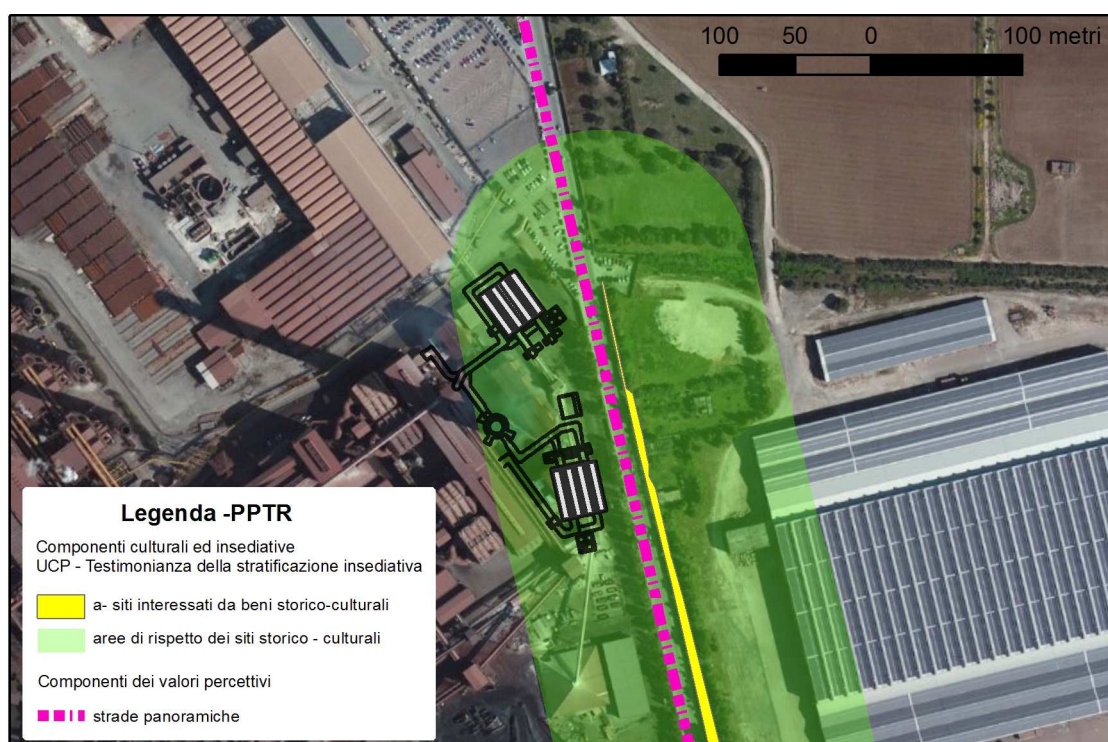 100 50 0 100 metri
Legenda -PPTR
Componenti culturali ed insediative
UCP - Testimonianza della stratificazione insediativa
a- siti interessati da beni storico-culturali
aree di rispetto dei siti storico - culturali
Componenti dei valori percettivi
strade panoramiche